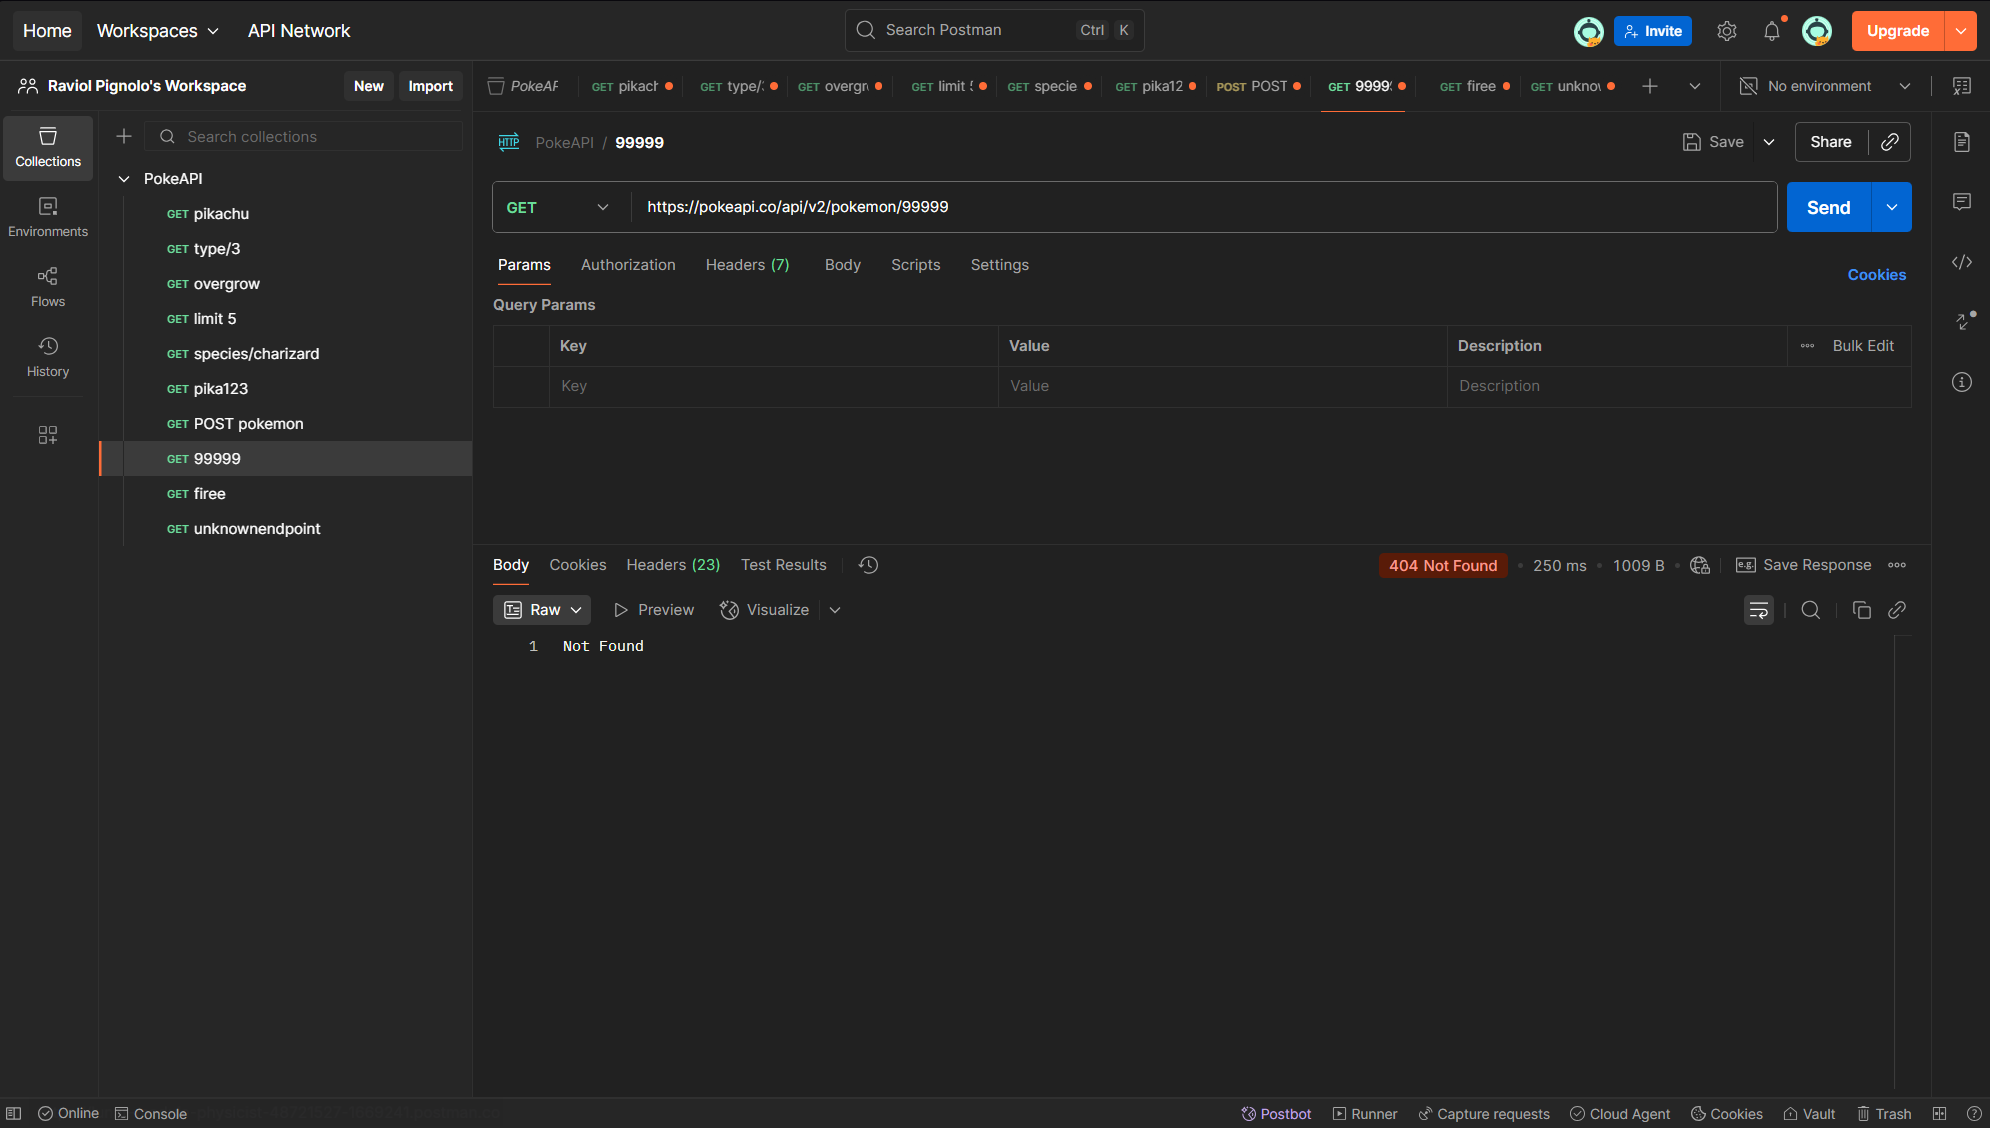 Home Workspaces API Network Search Postman Ctrl K Invite Upgrade
Raviol Pignolo's Workspace New Import
PokeAP GET pikach GET type/ GET overgr GET limit GET specie GET pika12 POST POST GET 9999 GET firee GET unkno No environment
Collections
Environments
Flows
History
Search collections
PokeAPI
GET pikachu
GET type/3
GET overgrow
GET limit 5
GET species/charizard
GET pika123
GET POST pokemon
GET 99999
GET firee
GET unknownendpoint
HTTP PokeAPI / 99999 Save Share
GET https://pokeapi.co/api/v2/pokemon/99999 Send
Params Authorization Headers (7) Body Scripts Settings Cookies
Query Params
Key Value Description Bulk Edit
Key Value Description
Body Cookies Headers (23) Test Results 404 Not Found 250 ms 1009 B e.g. Save Response
Raw Preview Visualize
1 Not Found
Online Console Postbot Runner Capture requests Cloud Agent Cookies Vault Trash